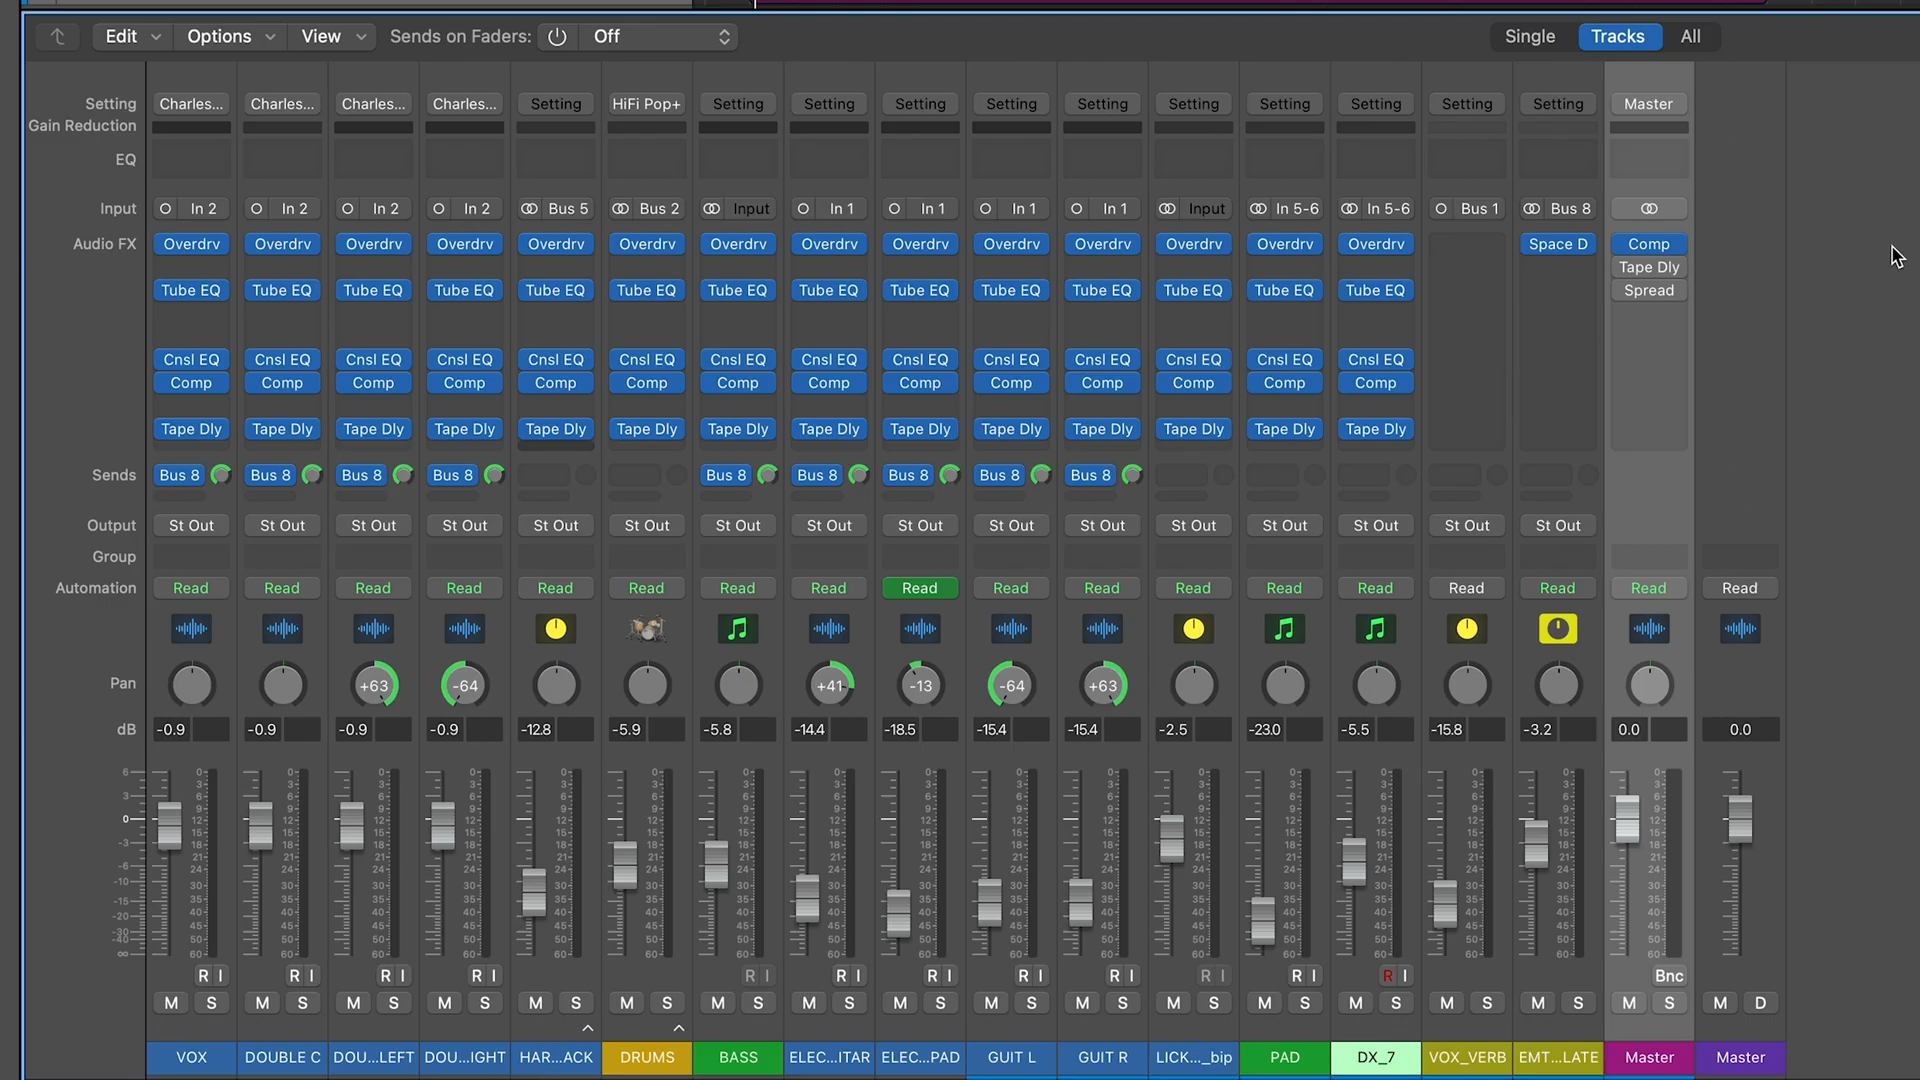 Edit Options View Sends on Faders: Off Single Tracks All
Setting Charles... Charles... Charles... Charles... Setting HiFi Pop+ Setting Setting Setting Setting Setting Setting Setting Setting Setting Setting Master
Gain Reduction
EQ
Input In 2 In 2 In 2 In 2 Bus 5 Bus 2 Input In 1 In 1 In 1 In 1 Input In 5-6 In 5-6 Bus 1 Bus 8
Audio FX Overdrv Overdrv Overdrv Overdrv Overdrv Overdrv Overdrv Overdrv Overdrv Overdrv Overdrv Overdrv Overdrv Overdrv Space D Comp
Tape Dly
Tube EQ Tube EQ Tube EQ Tube EQ Tube EQ Tube EQ Tube EQ Tube EQ Tube EQ Tube EQ Tube EQ Tube EQ Tube EQ Tube EQ Spread
Cnsl EQ Cnsl EQ Cnsl EQ Cnsl EQ Cnsl EQ Cnsl EQ Cnsl EQ Cnsl EQ Cnsl EQ Cnsl EQ Cnsl EQ Cnsl EQ Cnsl EQ Cnsl EQ
Comp Comp Comp Comp Comp Comp Comp Comp Comp Comp Comp Comp Comp Comp
Tape Dly Tape Dly Tape Dly Tape Dly Tape Dly Tape Dly Tape Dly Tape Dly Tape Dly Tape Dly Tape Dly Tape Dly Tape Dly Tape Dly
Sends Bus 8 Bus 8 Bus 8 Bus 8 Bus 8 Bus 8 Bus 8 Bus 8 Bus 8
Output St Out St Out St Out St Out St Out St Out St Out St Out St Out St Out St Out St Out St Out St Out St Out St Out
Group
Automation Read Read Read Read Read Read Read Read Read Read Read Read Read Read Read Read Read Read
Pan +63 -64 +41 -13 -64 +63
dB -0.9 -0.9 -0.9 -0.9 -12.8 -5.9 -5.8 -14.4 -18.5 -15.4 -15.4 -2.5 -23.0 -5.5 -15.8 -3.2 0.0 0.0
R I R I R I R I R I R I R I R I R I R I R I R I Bnc
M S M S M S M S M S M S M S M S M S M S M S M S M S M S M S M S M S M D
VOX DOUBLE C DOU...LEFT DOU...IGHT HAR...ACK DRUMS BASS ELEC...ITAR ELEC...PAD GUIT L GUIT R LICK..._bip PAD DX_7 VOX_VERB EMT...LATE Master Master